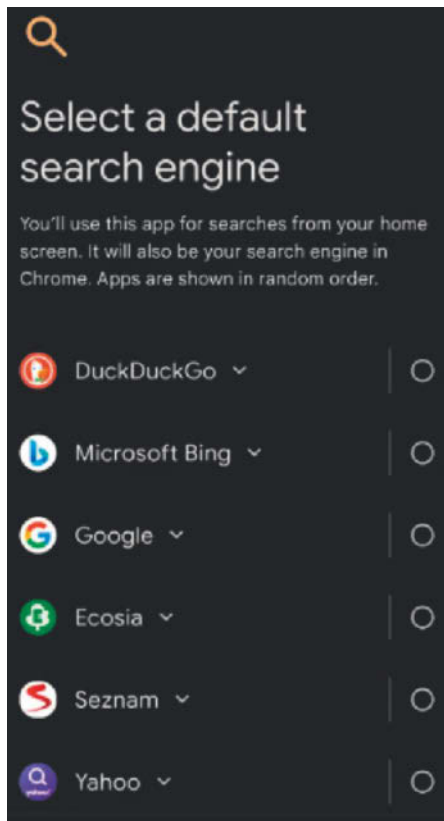 Select a default
search engine
You'll use this app for searches from your home
screen. It will also be your search engine in
Chrome. Apps are shown in random order.
DuckDuckGo
Microsoft Bing
Google
Ecosia
Seznam
Yahoo